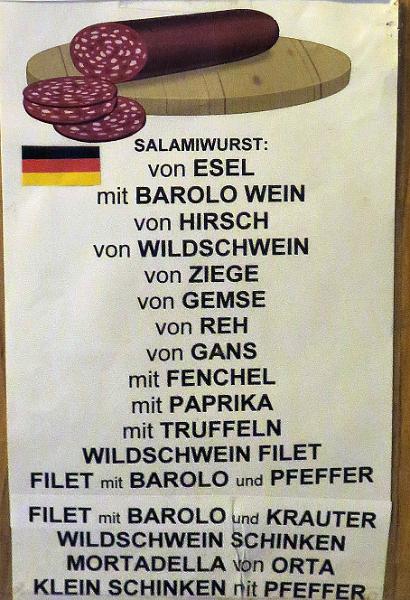 SALAMIWURST:
von ESEL
mit BAROLO WEIN
von HIRSCH
von WILDSCHWEIN
von ZIEGE
von GEMSE
von REH
von GANS
mit FENCHEL
mit PAPRIKA
mit TRUFFELN
WILDSCHWEIN FILET
FILET mit BAROLO und PFEFFER
FILET mit BAROLO und KRAUTER
WILDSCHWEIN SCHINKEN
MORTADELLA von ORTA
KLEIN SCHINKEN mit PFEFFER